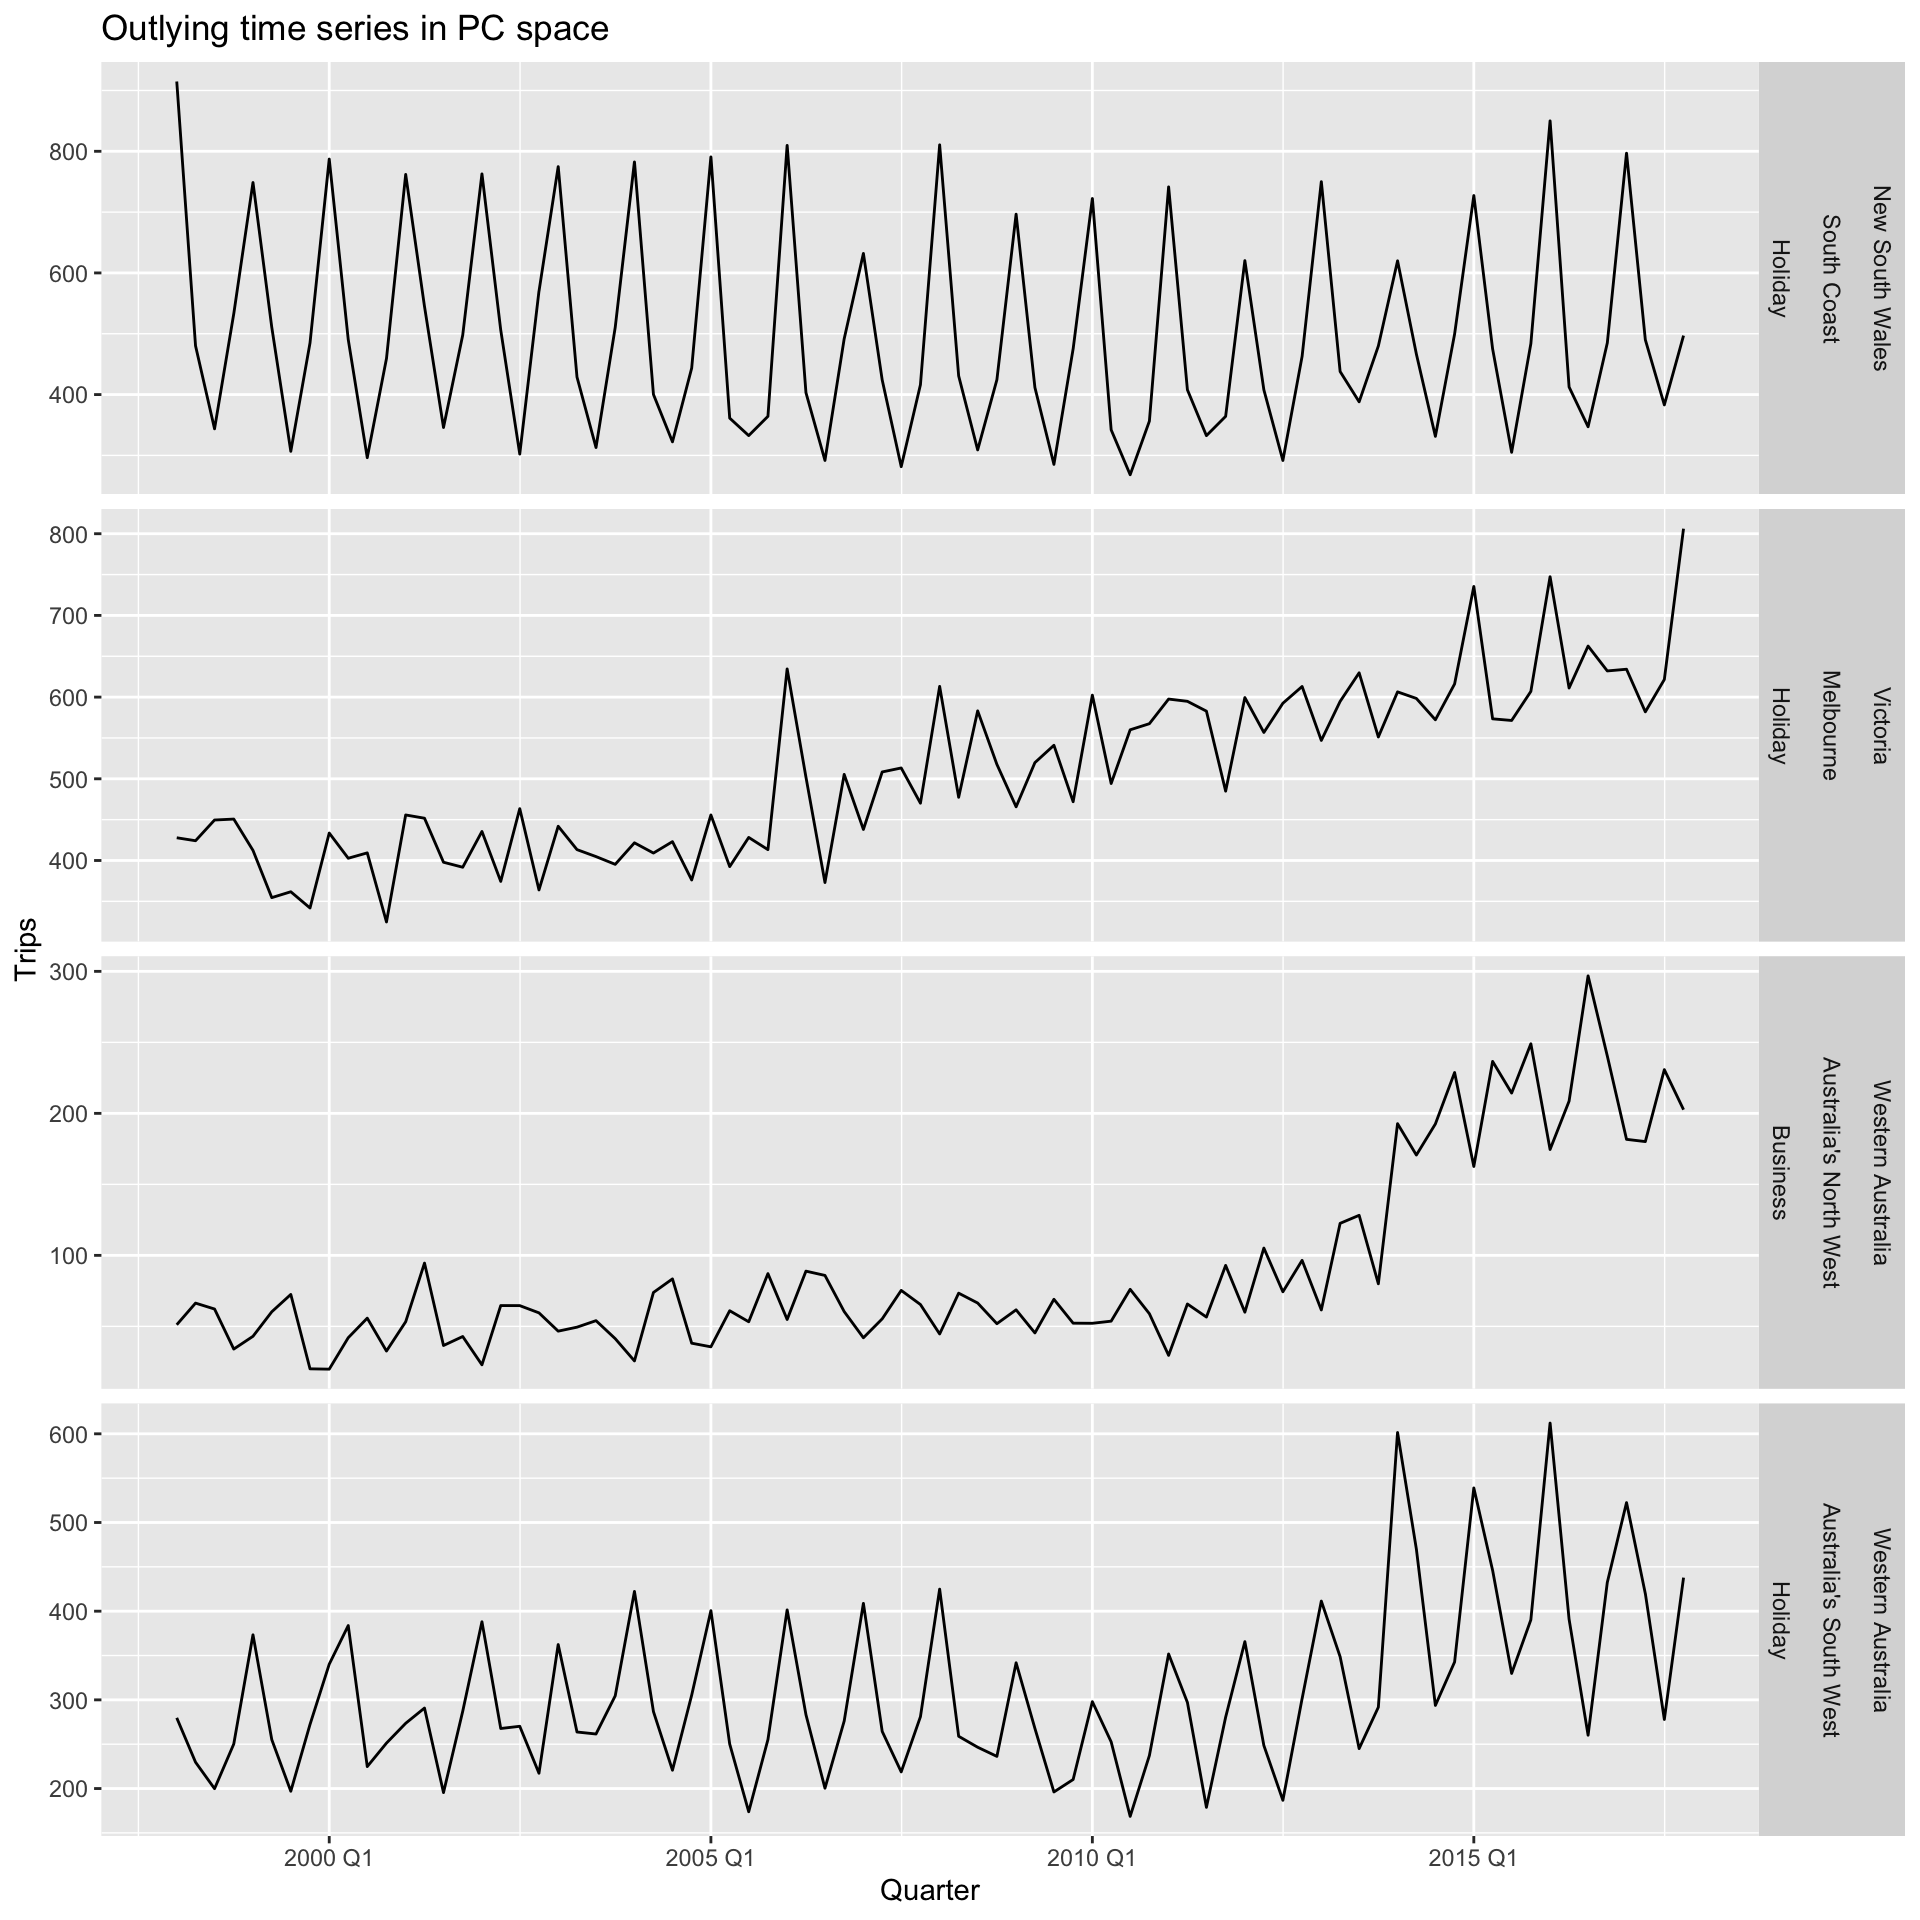 Outlying time series in PC space
Trips
800
600
400
New South Wales
South Coast
Holiday
800
700
600
500
400
Victoria
Melbourne
Holiday
300
200
100
Western Australia
Australia's North West
Business
600
500
400
300
200
Western Australia
Australia's South West
Holiday
2000 Q1
2005 Q1
2010 Q1
2015 Q1
Quarter